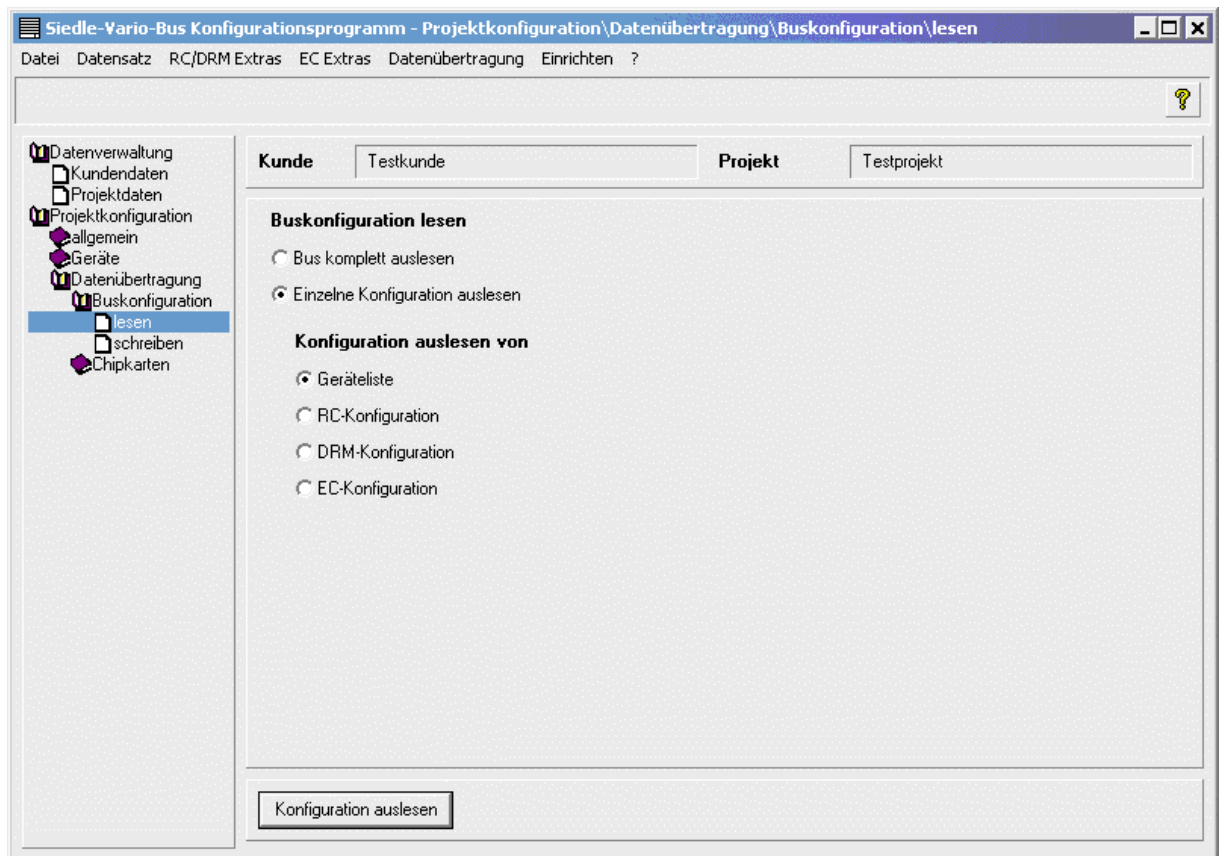 Siedle-Vario-Bus Konfigurationsprogramm - Projektkonfiguration\Datenübertragung\Buskonfiguration\lesen
Datei Datensatz RC/DRM Extras EC Extras Datenübertragung Einrichten ?
Datenverwaltung
Kundendaten
Projektdaten
Projektkonfiguration
allgemein
Geräte
Datenübertragung
Buskonfiguration
lesen
schreiben
Chipkarten
Kunde Testkunde Projekt Testprojekt
Buskonfiguration lesen
Bus komplett auslesen
Einzelne Konfiguration auslesen
Konfiguration auslesen von
Geräteliste
RC-Konfiguration
DRM-Konfiguration
EC-Konfiguration
Konfiguration auslesen